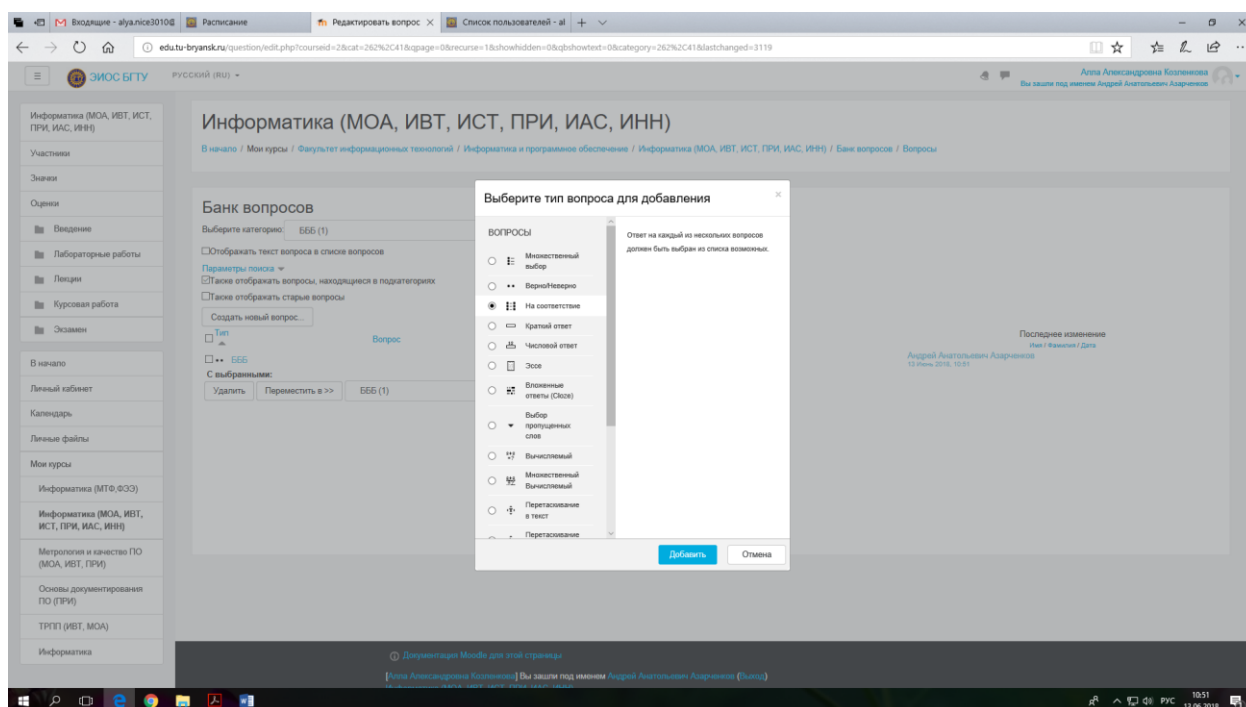 Входящие - alya.nice3010@
Расписание
Редактировать вопрос
Список пользователей - al
edu.tu-bryansk.ru/question/edit.php?courseid=2&cat=262%2C41&qpage=0&recurse=1&showhidden=0&qbshowtext=0&category=262%2C41&lastchanged=3119
ЭИОС БГТУ
РУССКИЙ (RU)
Алла Александровна Козленкова
Вы зашли под именем Андрей Анатольевич Азарченков
Информатика (МОА, ИВТ, ИСТ,
ПРИ, ИАС, ИНН)
Участники
Значки
Оценки
Введение
Лабораторные работы
Лекции
Курсовая работа
Экзамен
В начало
Личный кабинет
Календарь
Личные файлы
Мои курсы
Информатика (МТФ,ФЭЭ)
Информатика (МОА, ИВТ,
ИСТ, ПРИ, ИАС, ИНН)
Метрология и качество ПО
(МОА, ИВТ, ПРИ)
Основы документирования
ПО (ПРИ)
ТРПП (ИВТ, МОА)
Информатика
Информатика (МОА, ИВТ, ИСТ, ПРИ, ИАС, ИНН)
В начало / Мои курсы / Факультет информационных технологий / Информатика и программное обеспечение / Информатика (МОА, ИВТ, ИСТ, ПРИ, ИАС, ИНН) / Банк вопросов / Вопросы
Банк вопросов
Выберите категорию: БББ (1)
Отображать текст вопроса в списке вопросов
Параметры поиска
Также отображать вопросы, находящиеся в подкатегориях
Также отображать старые вопросы
Создать новый вопрос...
Тип
Вопрос
БББ
С выбранными:
Удалить
Переместить в >>
БББ (1)
Последнее изменение
Имя / Фамилия / Дата
Андрей Анатольевич Азарченков
Выберите тип вопроса для добавления
ВОПРОСЫ
Множественный
выбор
Верно/Неверно
На соответствие
Краткий ответ
Числовой ответ
Эссе
Вложенные
ответы (Cloze)
Выбор
пропущенных
слов
Вычисляемый
Множественный
Вычисляемый
Перетаскивание
в текст
Перетаскивание
Ответ на каждый из нескольких вопросов
должен быть выбран из списка возможных.
Добавить
Отмена
Документация Moodle для этой страницы
[Алла Александровна Козленкова] Вы зашли под именем Андрей Анатольевич Азарченков (Выход)
РУС
10:51
13.06.2018